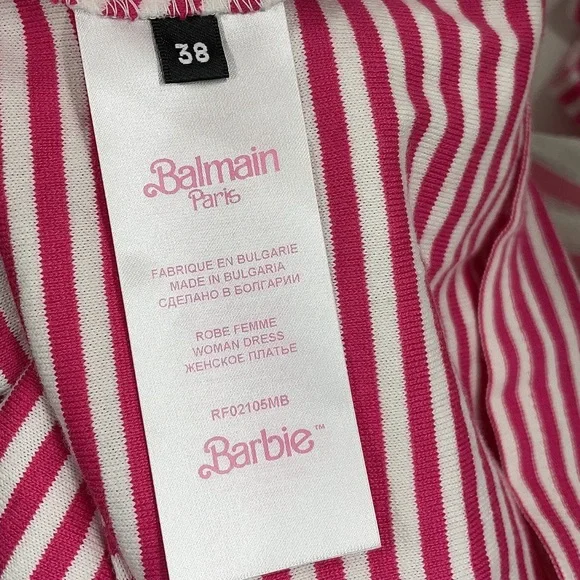 38
Balmain
Paris
FABRIQUE EN BULGARIE
MADE IN BULGARIA
СДЕЛАНО В БОЛГАРИИ
ROBE FEMME
WOMAN DRESS
ЖЕНСКОЕ ПЛАТЬЕ
RF02105MB
Barbie™